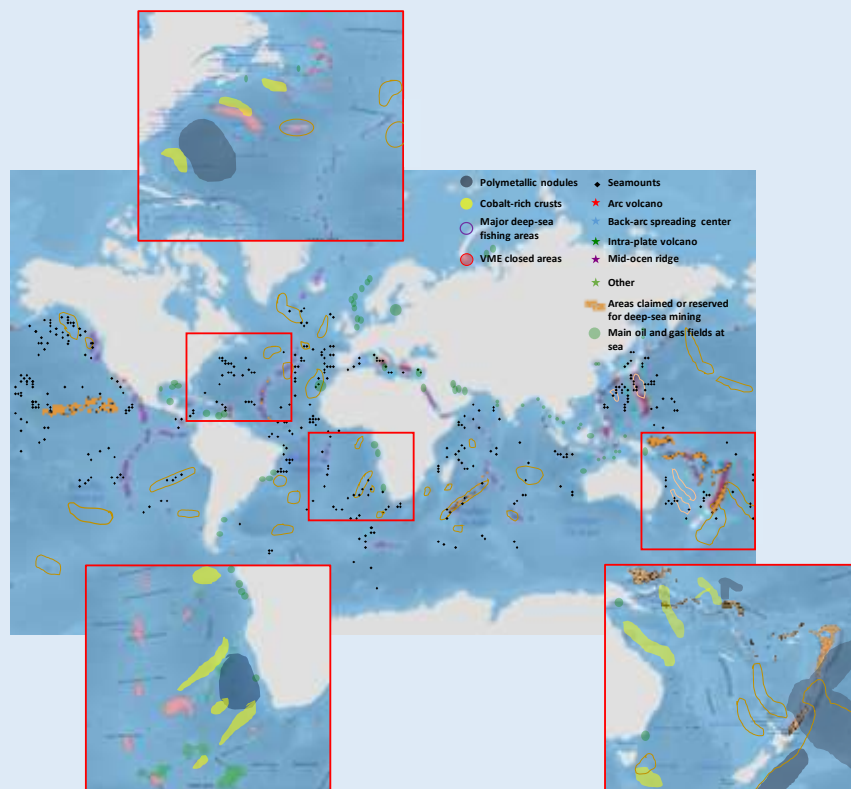 Polymetallic nodules
Cobalt-rich crusts
Major deep-sea
fishing areas
VME closed areas
Seamounts
Arc volcano
Back-arc spreading center
Intra-plate volcano
Mid-ocen ridge
Other
Areas claimed or reserved
for deep-sea mining
Main oil and gas fields at
sea